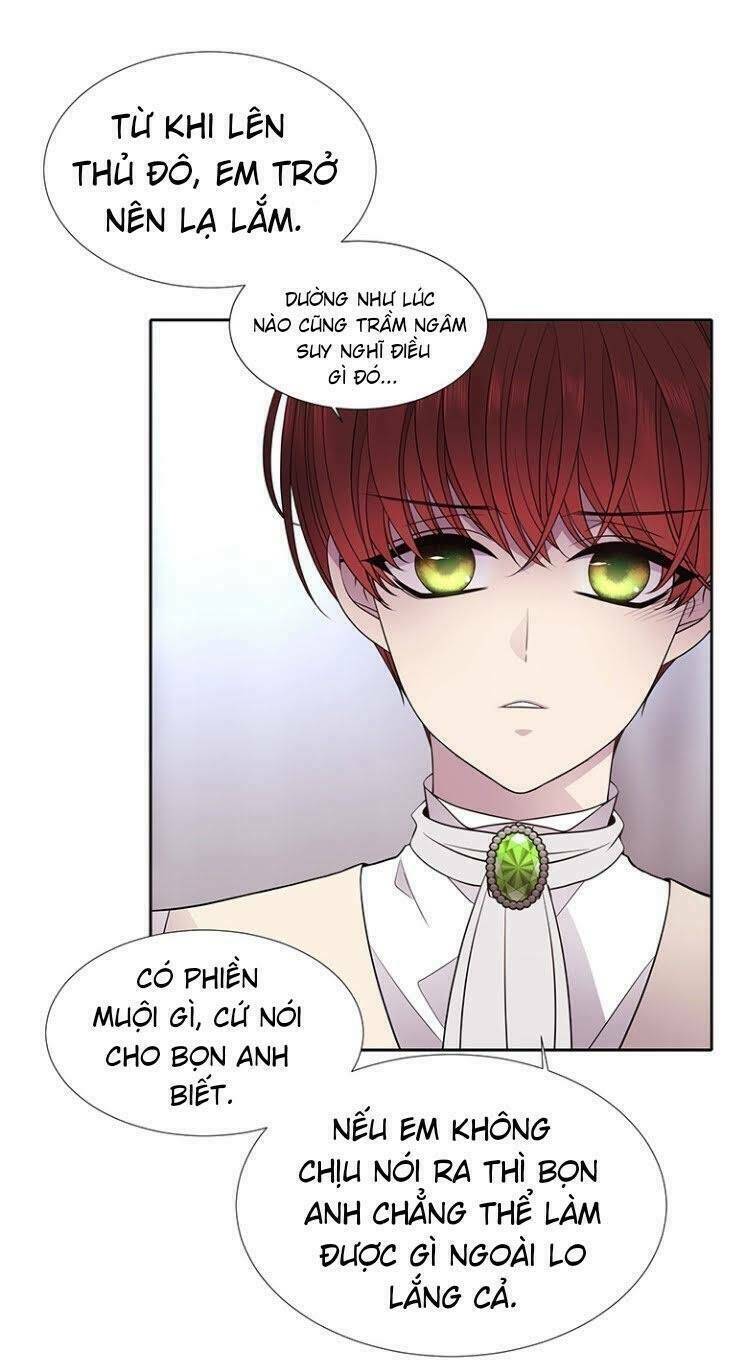 TỪ KHI LÊN
THỦ ĐÔ, EM TRỞ
NÊN LẠ LẮM.
DƯỜNG NHƯ LÚC
NÀO CŨNG TRẦM NGÂM
SUY NGHĨ ĐIỀU
GÌ ĐÓ...
CÓ PHIỀN
MUỘI GÌ, CỨ NÓI
CHO BỌN ANH
BIẾT.
NẾU EM KHÔNG
CHỊU NÓI RA THÌ BỌN
ANH CHẲNG THỂ LÀM
ĐƯỢC GÌ NGOÀI LO
LẮNG CẢ.